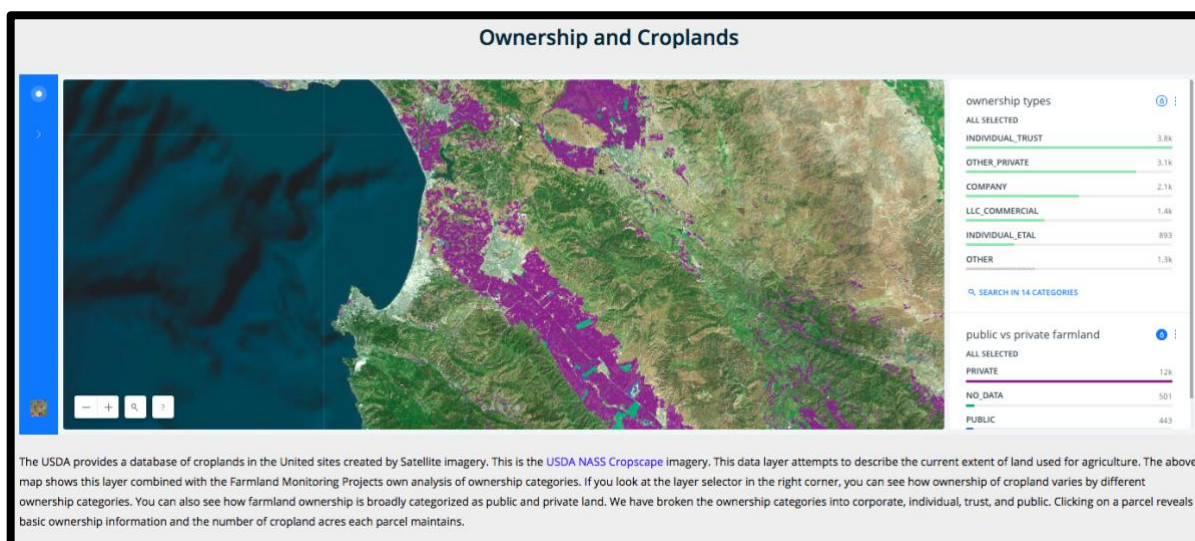 Ownership and Croplands
ownership types
ALL SELECTED
INDIVIDUAL_TRUST 3.8k
OTHER_PRIVATE 3.1k
COMPANY 2.1k
LLC_COMMERCIAL 1.4k
INDIVIDUAL_ETAL 893
OTHER 1.3k
SEARCH IN 14 CATEGORIES
public vs private farmland
ALL SELECTED
PRIVATE 12k
NO_DATA 501
PUBLIC 443
The USDA provides a database of croplands in the United sites created by Satellite imagery. This is the USDA NASS Cropscape imagery. This data layer attempts to describe the current extent of land used for agriculture. The above
map shows this layer combined with the Farmland Monitoring Projects own analysis of ownership categories. If you look at the layer selector in the right corner, you can see how ownership of cropland varies by different
ownership categories. You can also see how farmland ownership is broadly categorized as public and private land. We have broken the ownership categories into corporate, individual, trust, and public. Clicking on a parcel reveals
basic ownership information and the number of cropland acres each parcel maintains.